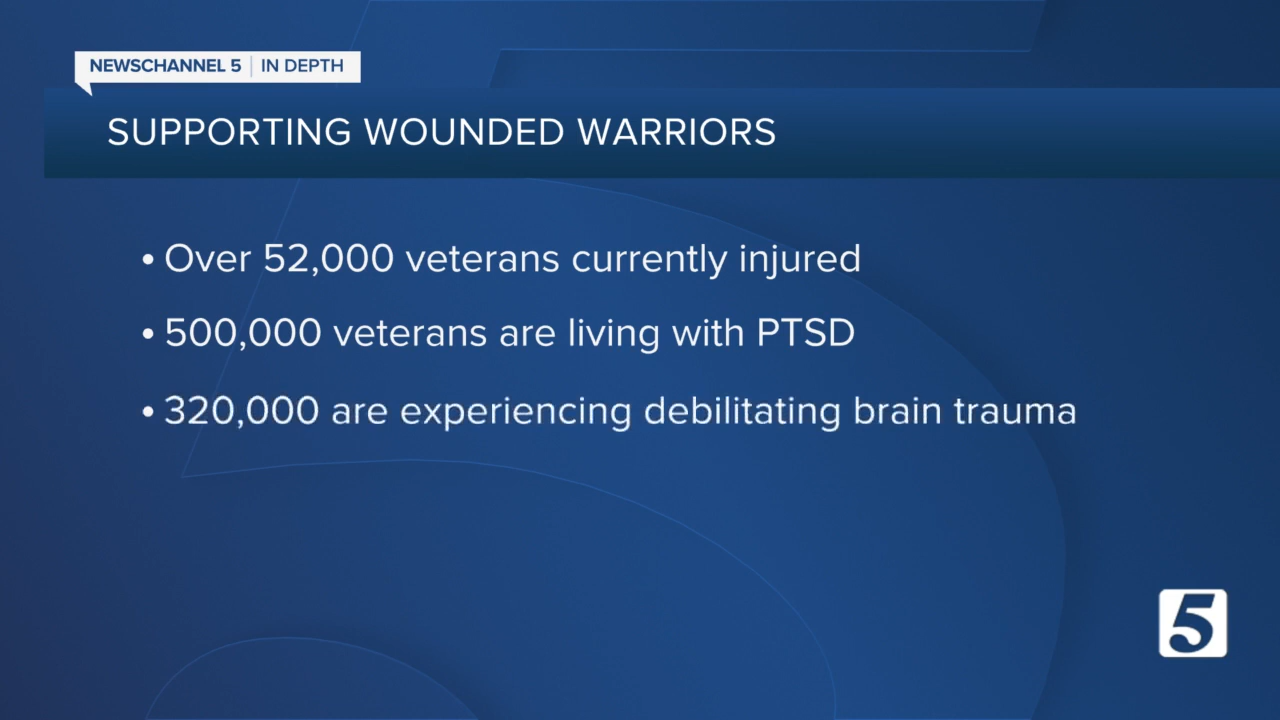 NEWSCHANNEL 5 | IN DEPTH
SUPPORTING WOUNDED WARRIORS
• Over 52,000 veterans currently injured
• 500,000 veterans are living with PTSD
• 320,000 are experiencing debilitating brain trauma
5